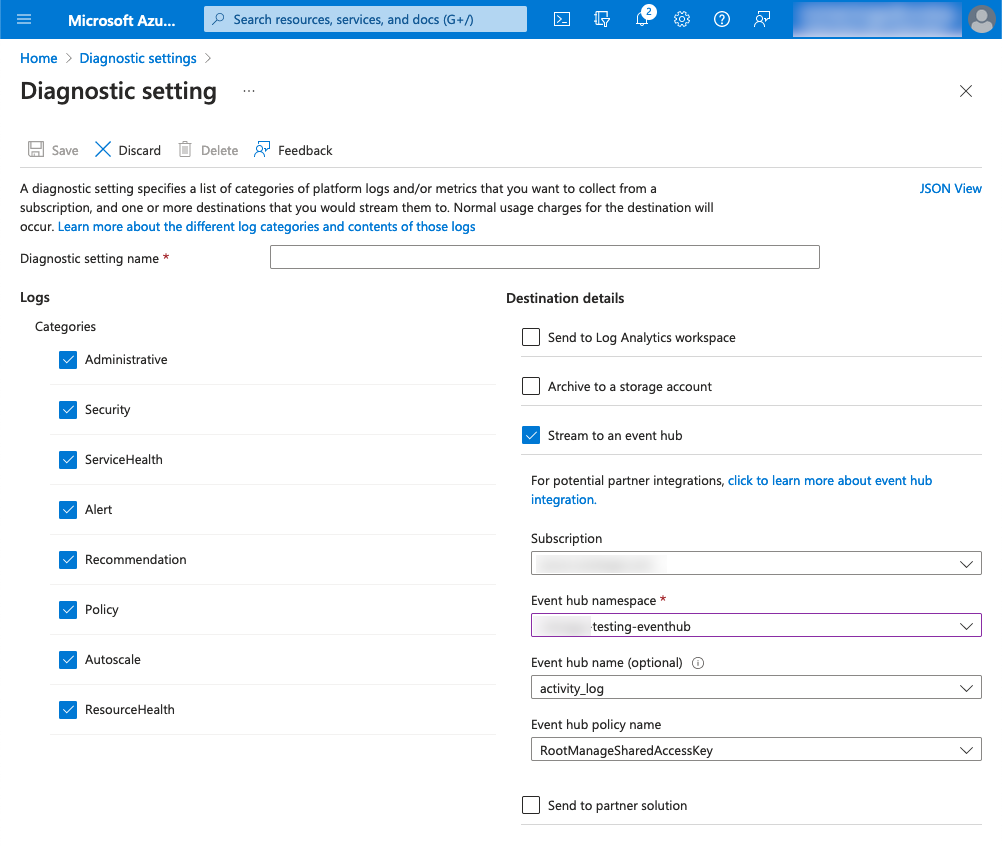 Microsoft Azu...
Search resources, services, and docs (G+/)
2
Home > Diagnostic settings >
Diagnostic setting ...
Save Discard Delete Feedback
A diagnostic setting specifies a list of categories of platform logs and/or metrics that you want to collect from a
subscription, and one or more destinations that you would stream them to. Normal usage charges for the destination will
occur. Learn more about the different log categories and contents of those logs
JSON View
Diagnostic setting name *
Logs
Categories
Administrative
Security
ServiceHealth
Alert
Recommendation
Policy
Autoscale
ResourceHealth
Destination details
Send to Log Analytics workspace
Archive to a storage account
Stream to an event hub
For potential partner integrations, click to learn more about event hub
integration.
Subscription
Event hub namespace *
-testing-eventhub
Event hub name (optional)
activity_log
Event hub policy name
RootManageSharedAccessKey
Send to partner solution